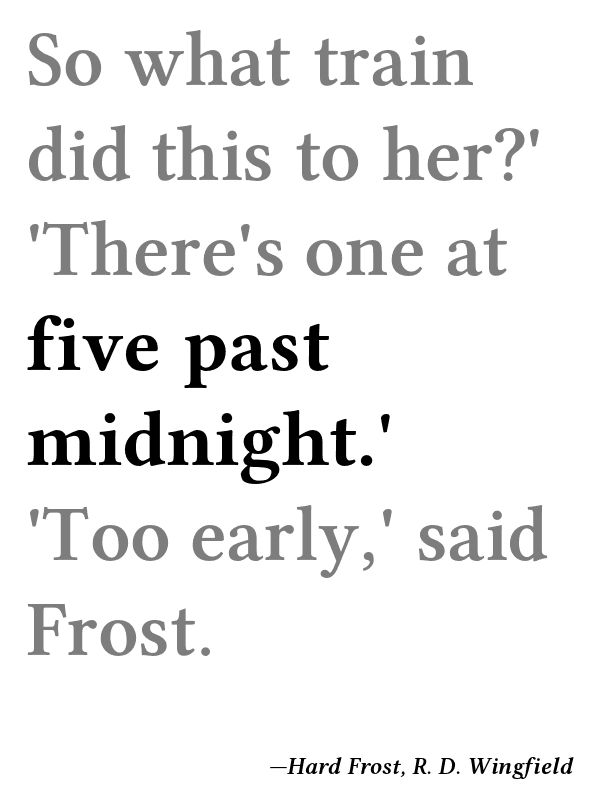 So what train
did this to her?'
'There's one at
five past
midnight.'
'Too early,' said
Frost.
—Hard Frost, R. D. Wingfield